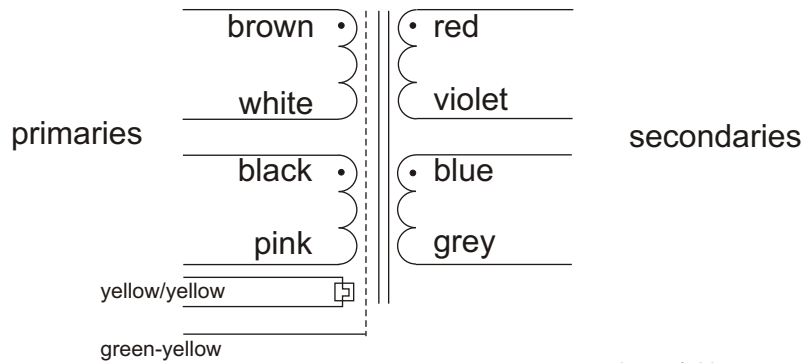 brown
red
white
violet
primaries
secondaries
black
blue
pink
grey
yellow/yellow
green-yellow